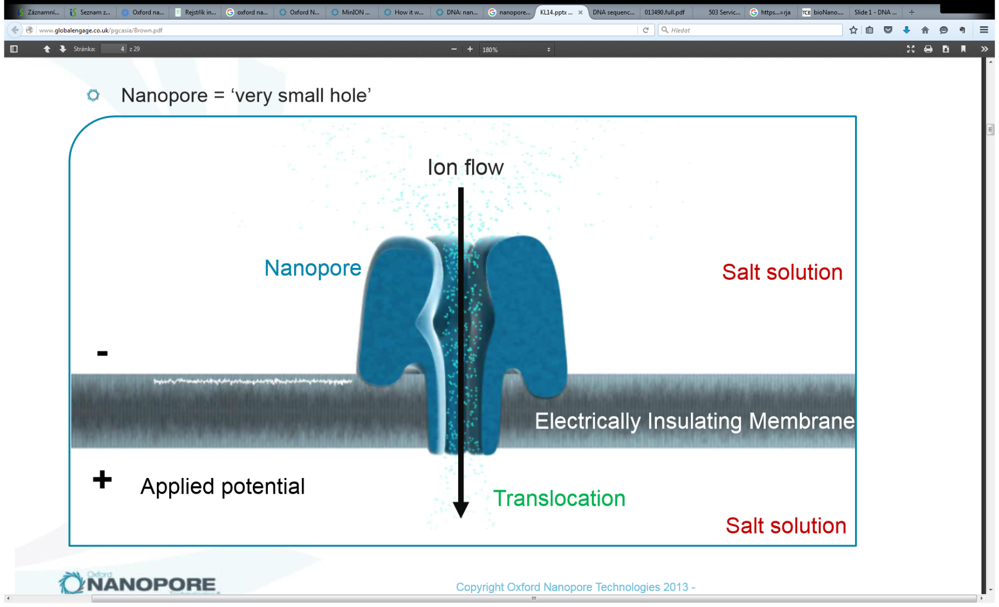 Záznamní...
Seznam z...
Oxford na...
Rejstřík in...
oxford na...
Oxford N...
MinION ...
How it w...
DNA: nan...
nanopore...
KL14.pptx ...
DNA sequenc...
013490.full.pdf
503 Servic...
https...=rja
TCB bioNano....
Slide 1 - DNA ...
www.globalengage.co.uk/pgcasia/Brown.pdf
Hledat
Stránka: 4 z 29
180%
Nanopore = ‘very small hole’
Ion flow
Nanopore
Salt solution
-
Electrically Insulating Membrane
+ Applied potential
Translocation
Salt solution
Oxford
NANOPORE
Technologies
Copyright Oxford Nanopore Technologies 2013 -